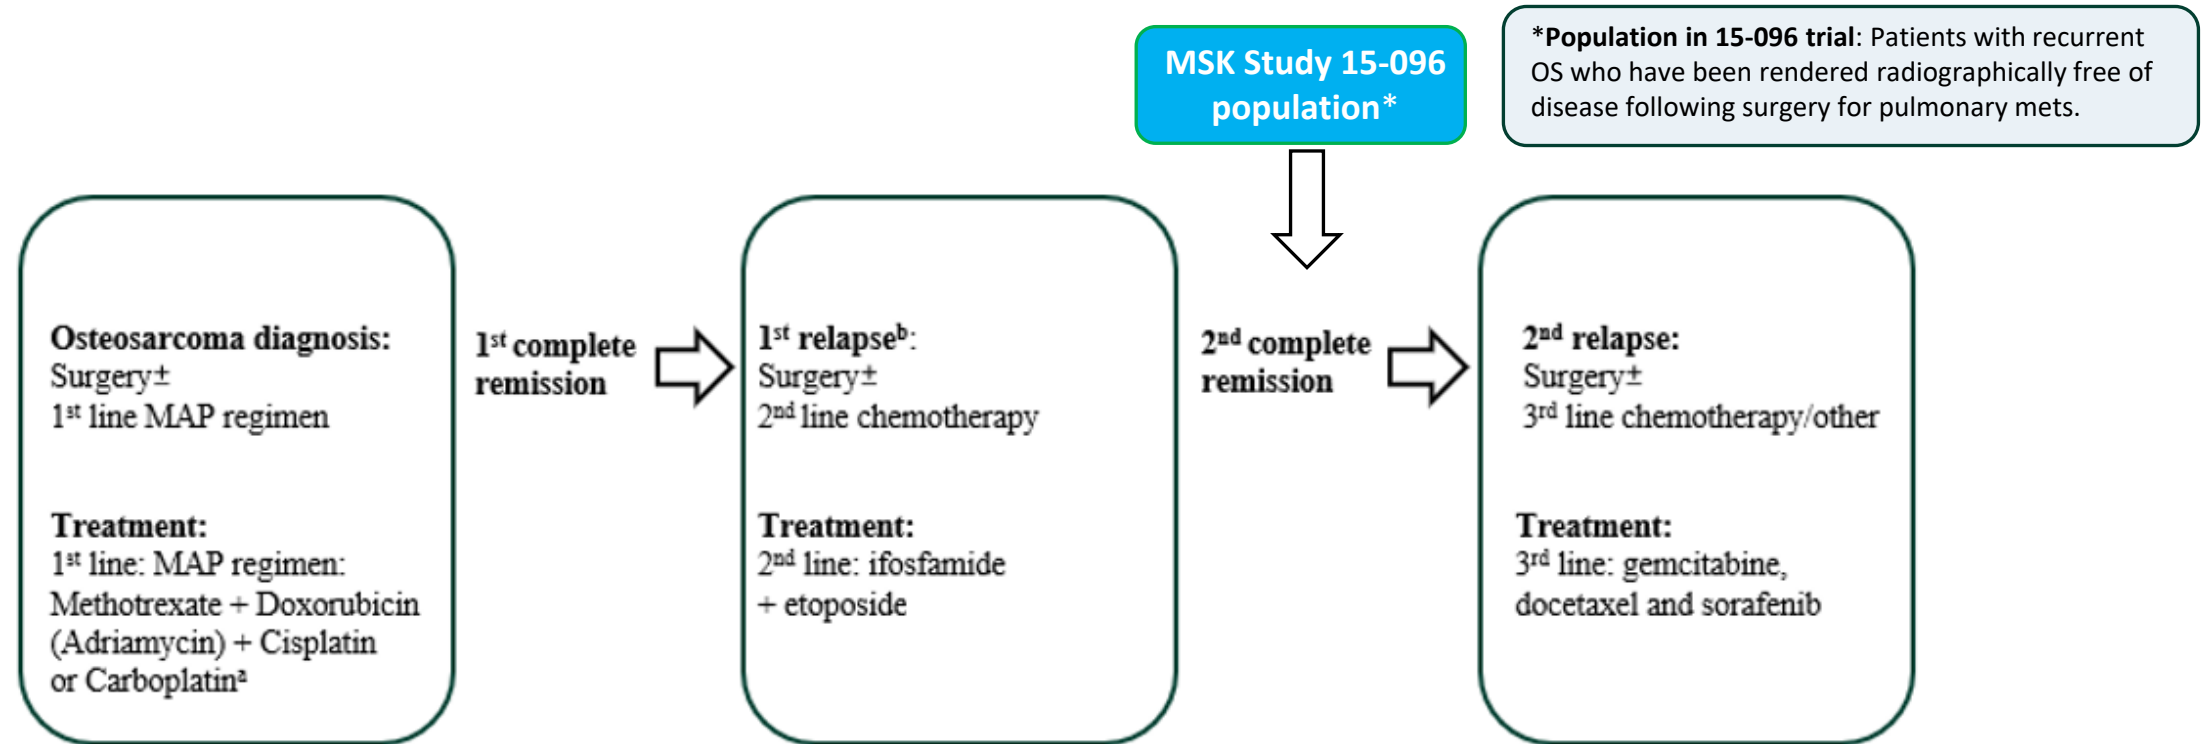 MSK Study 15-096
population*
*Population in 15-096 trial: Patients with recurrent
OS who have been rendered radiographically free of
disease following surgery for pulmonary mets.
Osteosarcoma diagnosis:
Surgery±
1st line MAP regimen
Treatment:
1st line: MAP regimen:
Methotrexate + Doxorubicin
(Adriamycin) + Cisplatin
or Carboplatinª
1st complete
remission
1st relapseᵇ:
Surgery±
2nd line chemotherapy
Treatment:
2nd line: ifosfamide
+ etoposide
2nd complete
remission
2nd relapse:
Surgery±
3rd line chemotherapy/other
Treatment:
3rd line: gemcitabine,
docetaxel and sorafenib